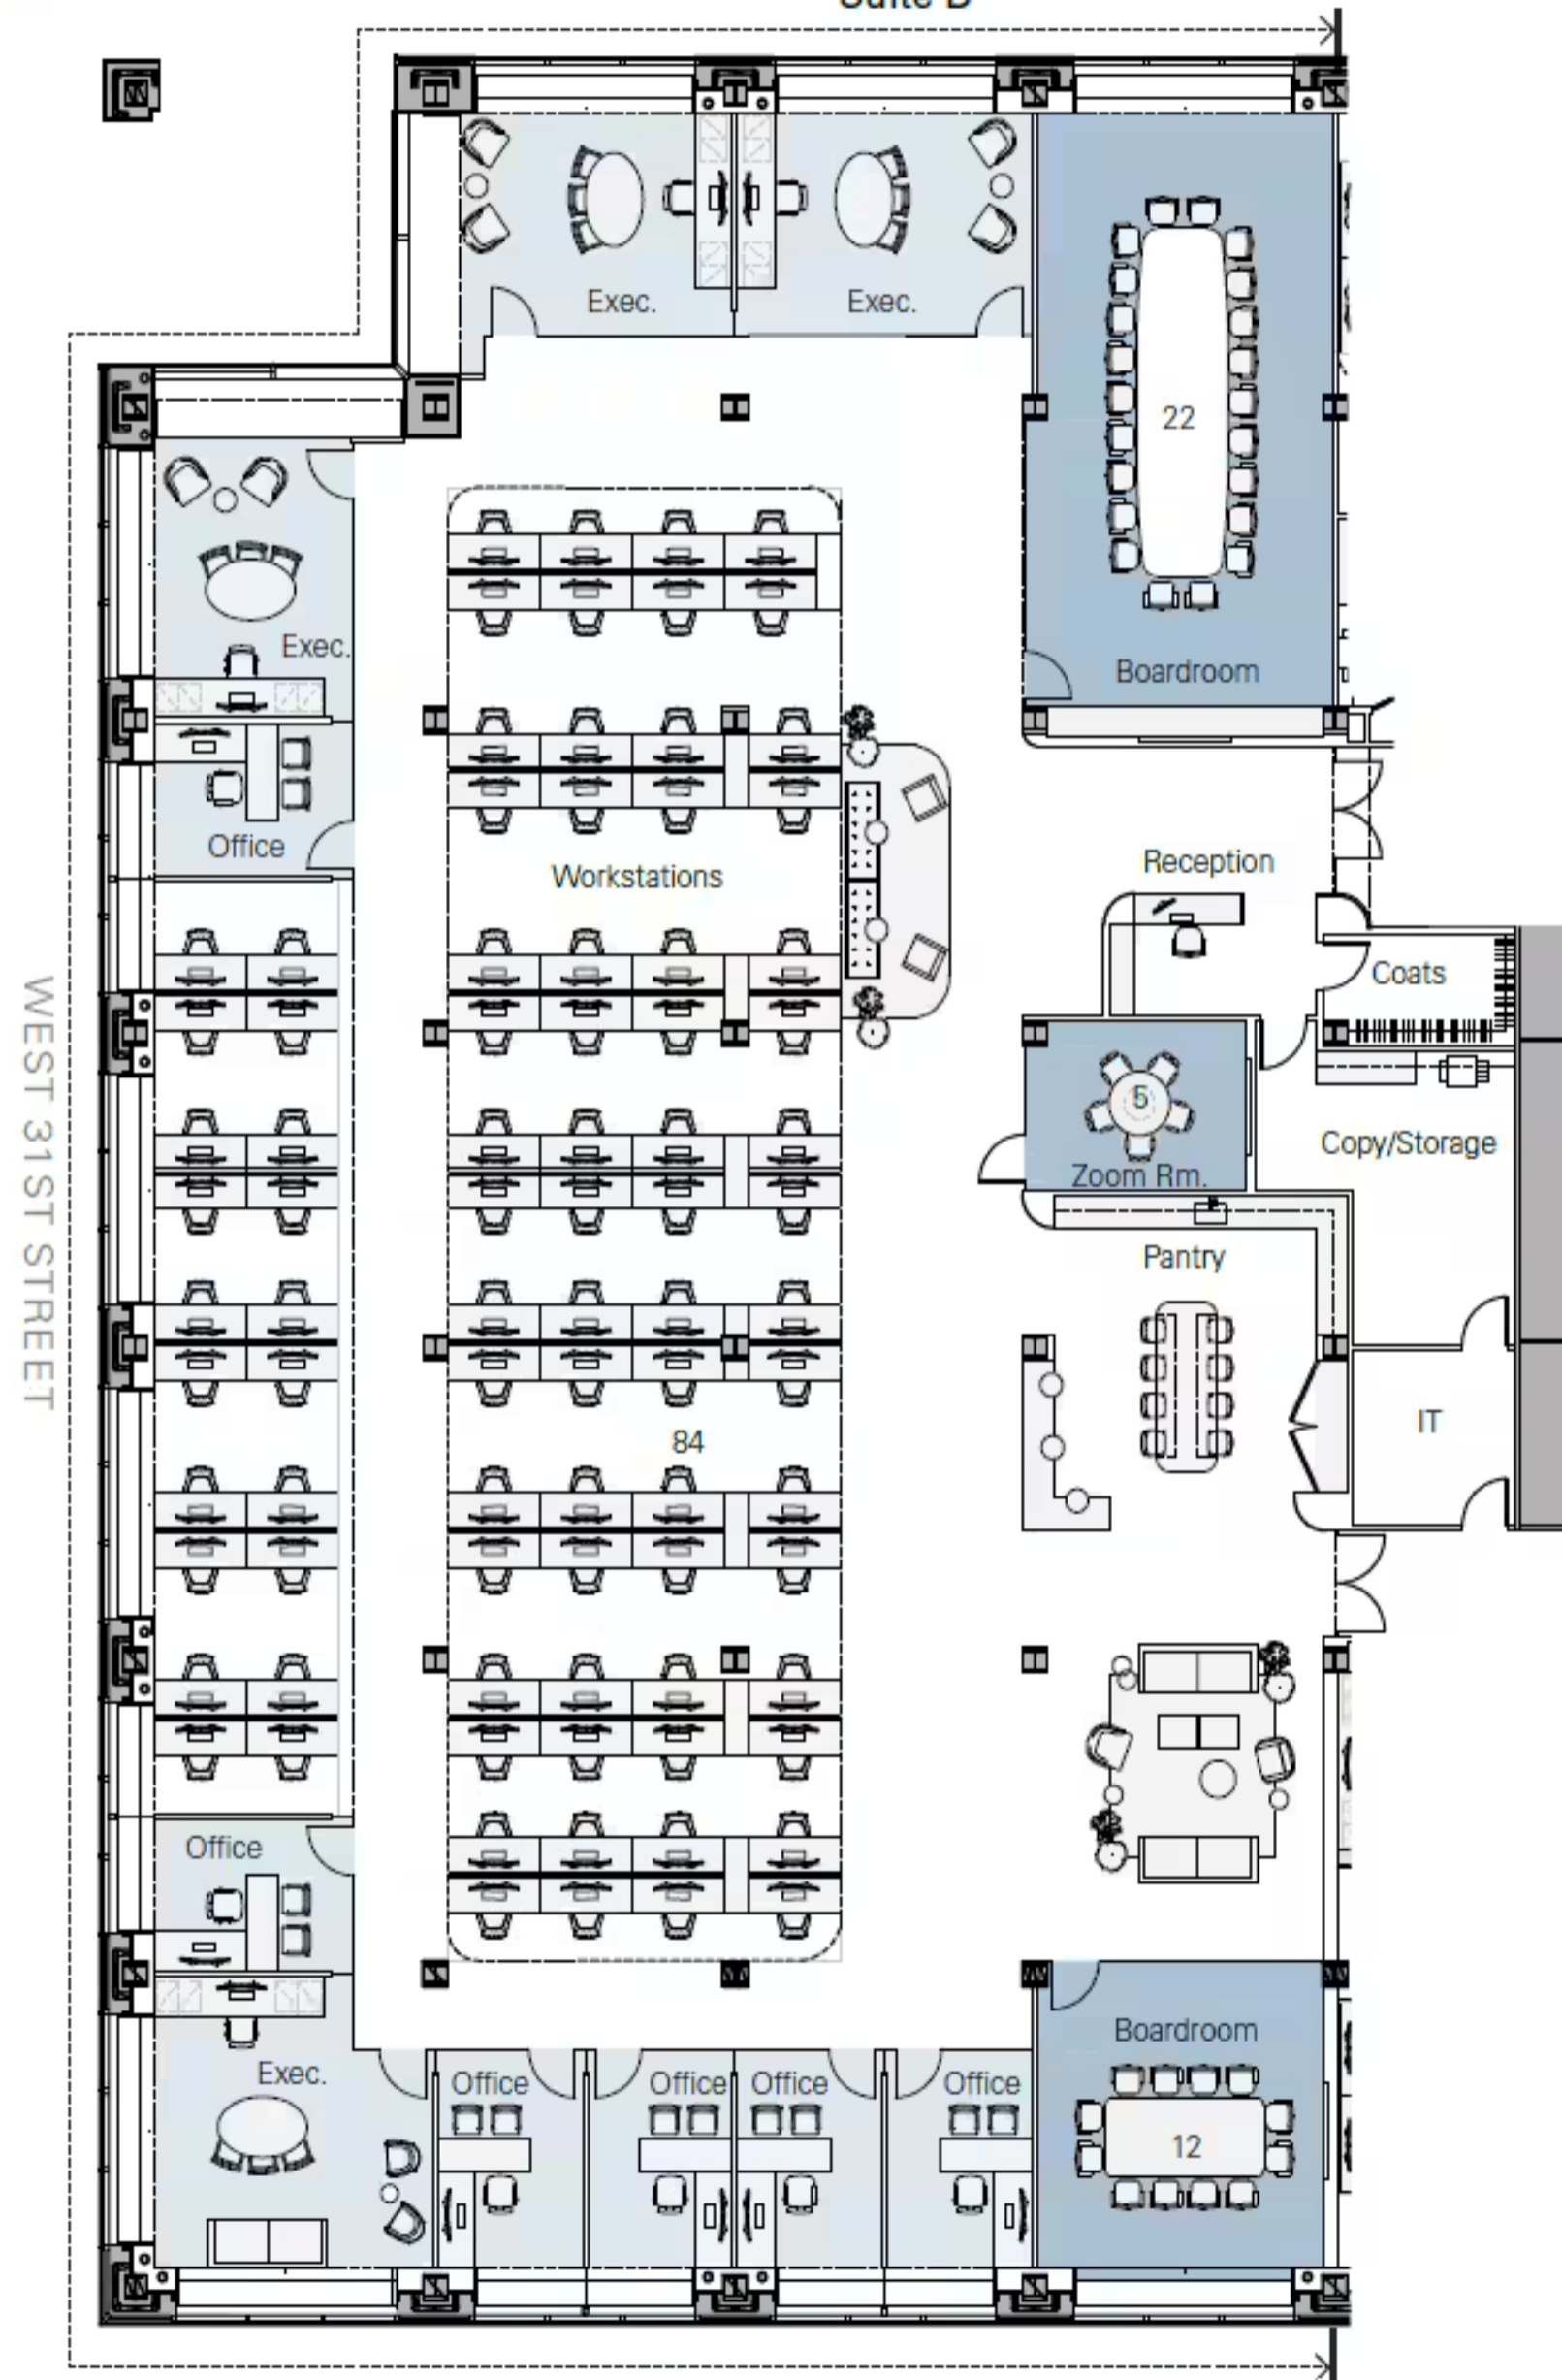 Suite B
Exec.
Exec.
22
Boardroom
Exec.
Office
Workstations
Reception
Coats
5
Zoom Rm.
Copy/Storage
Pantry
WEST 31ST STREET
84
IT
Office
Boardroom
Exec.
Office
Office
Office
Office
12